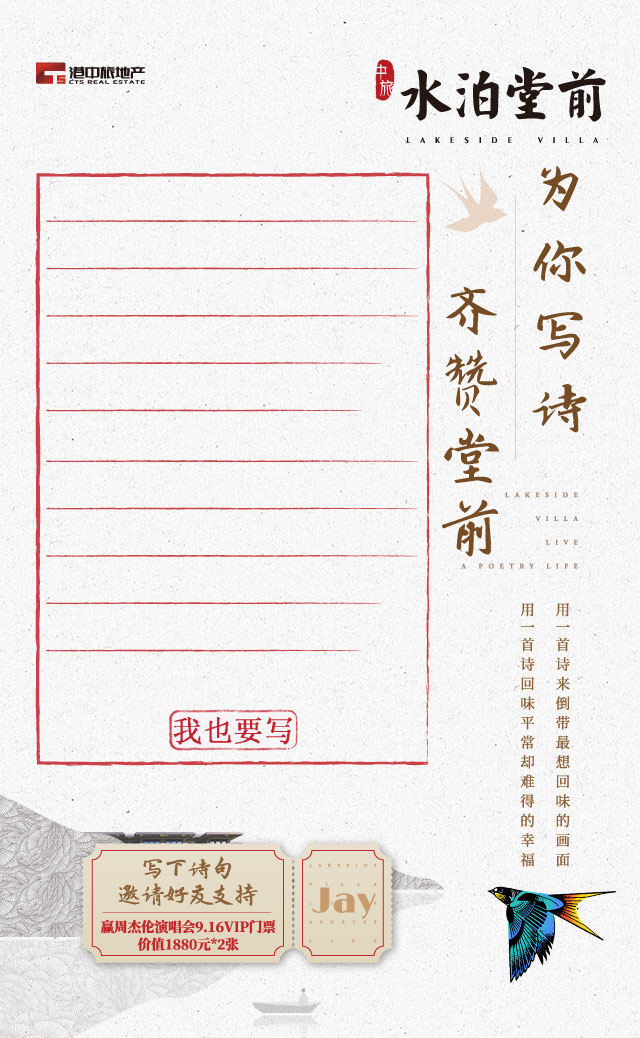 港中旅地产
CTS REAL ESTATE
中旅
水泊堂前
LAKESIDE VILLA
为你写诗
齐赞堂前
LAKESIDE
VILLA
LIVE
A POETRY LIFE
用一首诗来倒带最想回味的画面
用一首诗回味平常却难得的幸福
我也要写
写下诗句
邀请好友支持
赢周杰伦演唱会9.16VIP门票
价值1880元*2张
LAKESIDE
VILLA
Jay
A POETRY
LIFE